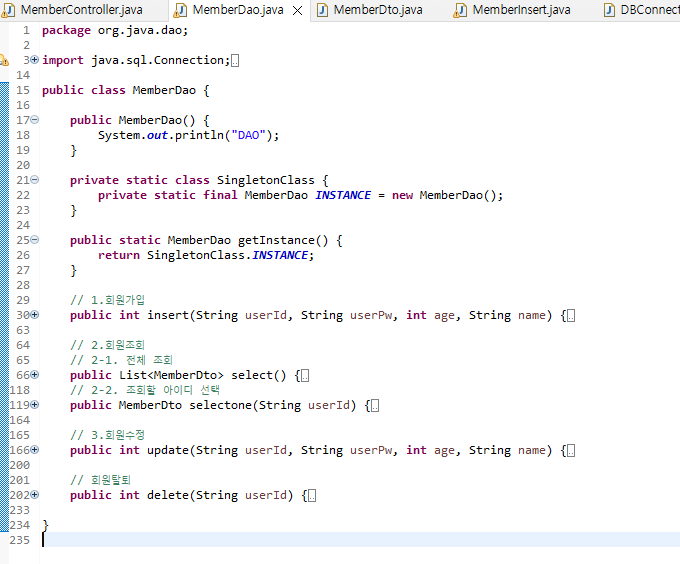 MemberController.java MemberDao.java MemberDto.java MemberInsert.java DBConnect
1 package org.java.dao;
2
3 import java.sql.Connection;
14
15 public class MemberDao {
16
17 public MemberDao() {
18 System.out.println("DAO");
19 }
20
21 private static class SingletonClass {
22 private static final MemberDao INSTANCE = new MemberDao();
23 }
24
25 public static MemberDao getInstance() {
26 return SingletonClass.INSTANCE;
27 }
28
29 // 1.회원가입
30 public int insert(String userId, String userPw, int age, String name) {
63
64 // 2.회원조회
65 // 2-1. 전체 조회
66 public List<MemberDto> select() {
118 // 2-2. 조회할 아이디 선택
119 public MemberDto selectone(String userId) {
164
165 // 3.회원수정
166 public int update(String userId, String userPw, int age, String name) {
200
201 // 회원탈퇴
202 public int delete(String userId) {
233
234 }
235